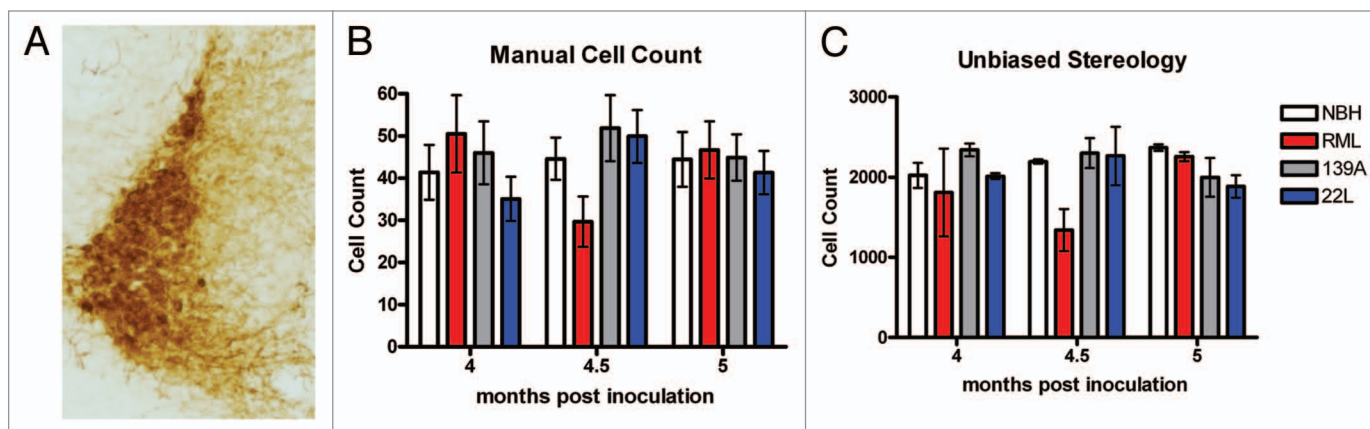 A
B
Manual Cell Count
Cell Count
60
50
40
30
20
10
0
4
4.5
5
months post inoculation
C
Unbiased Stereology
Cell Count
3000
2000
1000
0
4
4.5
5
months post inoculation
NBH
RML
139A
22L